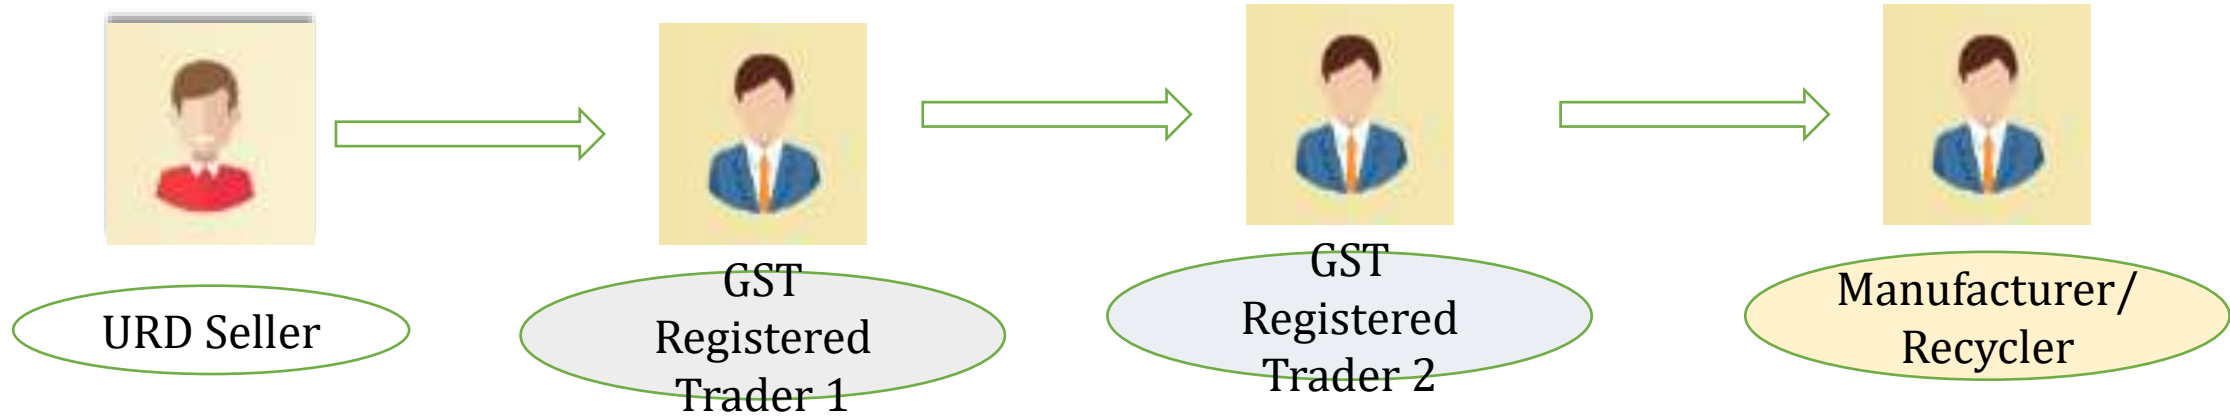 URD Seller
GST
Registered
Trader 1
GST
Registered
Trader 2
Manufacturer/
Recycler